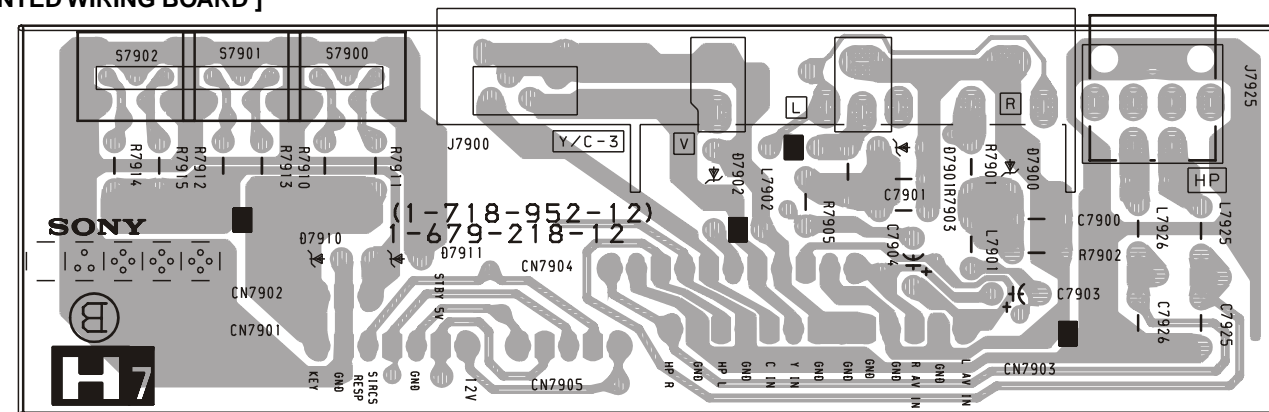 NTED WIRING BOARD ]
S7902
S7901
S7900
J7925
J7900
Y/C-3
V
L
R
HP
R7914
R7915
R7912
R7913
R7910
R7911
D7902
L7902
R7905
C7901
D7901
R7903
R7901
D7900
C7904
L7901
C7900
R7902
C7903
L7926
L7925
C7926
C7925
SONY
(1-718-952-12)
1-679-218-12
D7910
D7911
CN7904
CN7902
CN7901
STBY 5V
B
H7
KEY
GND
RESP
SIRCS
GND
12V
CN7905
HP R
GND
HP L
GND
C IN
Y IN
GND
GND
GND
R AV IN
GND
L AV IN
CN7903